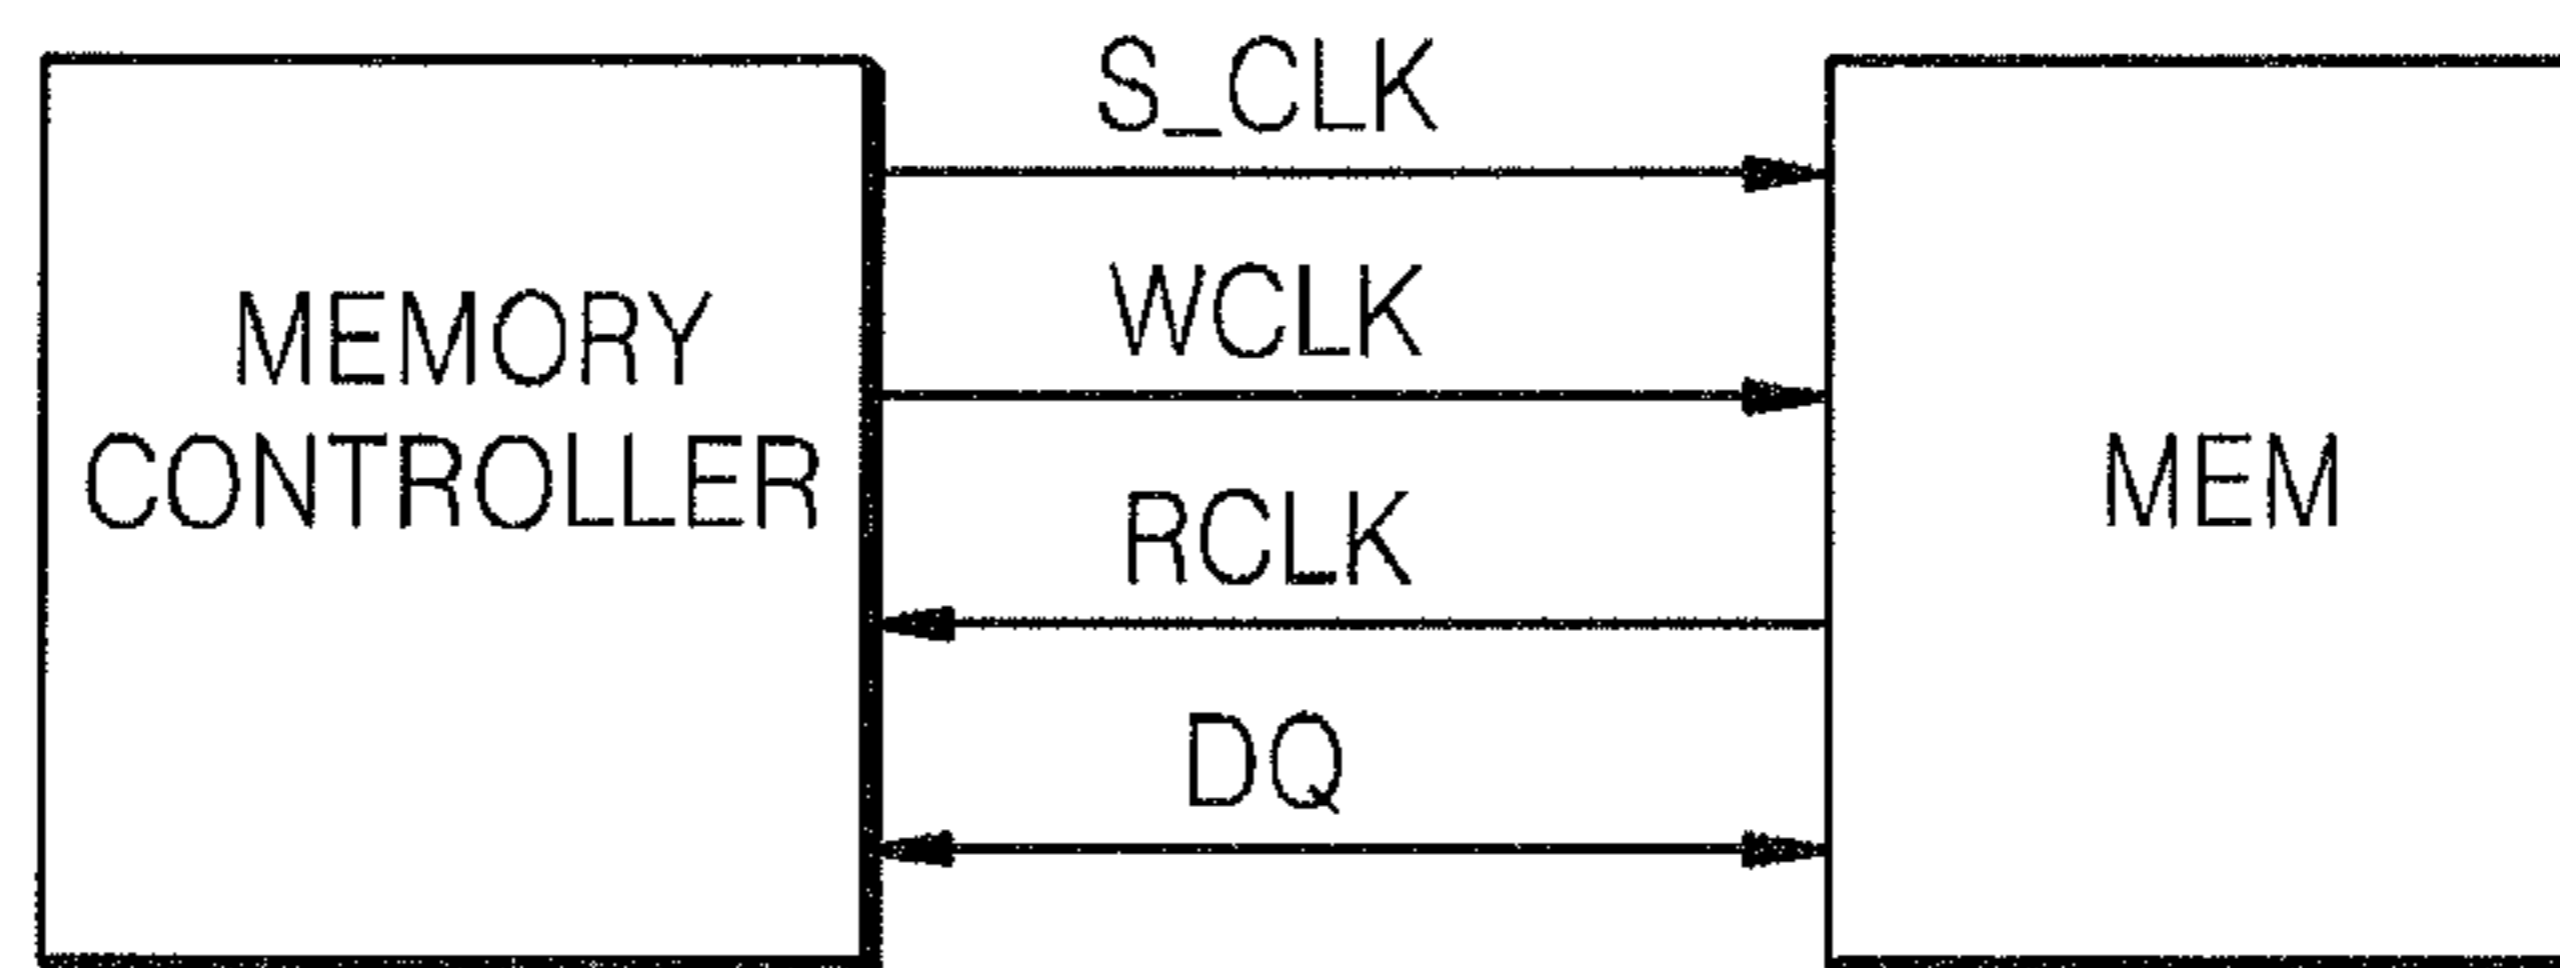 S_CLK
WCLK
MEMORY
CONTROLLER
MEM
RCLK
DQ